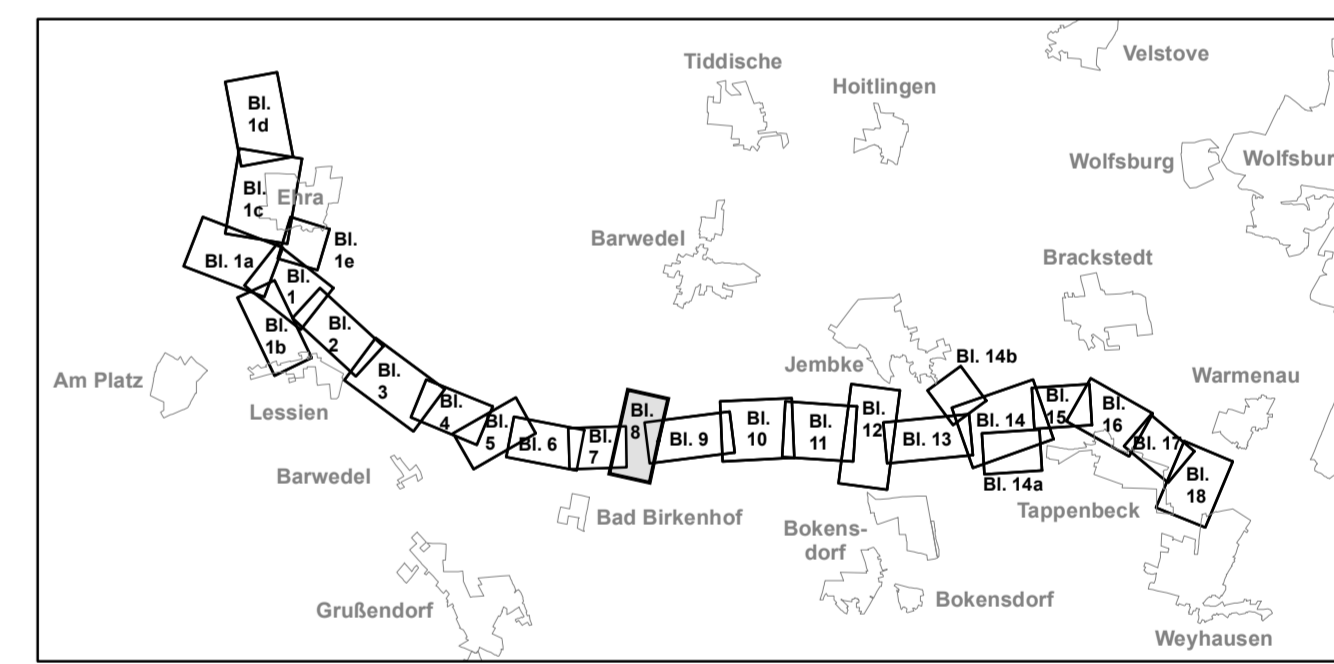 Velstove
Tiddische
Hoitlingen
Bl.
1d
Wolfsburg
Wolfsbur
Bl.
1c
Ehra
Barwedel
Bl.
1e
Bl. 1a
Brackstedt
Bl.
1
Bl.
1b
Bl.
2
Jembke
Bl. 14b
Am Platz
Bl.
3
Warmenau
Lessien
Bl.
4
Bl.
5
Bl. 6
Bl.
7
Bl.
8
Bl. 9
Bl.
10
Bl.
11
Bl.
12
Bl. 13
Bl. 14
Bl.
15
Bl.
16
Bl. 17
Bl.
18
Bl. 14a
Barwedel
Bad Birkenhof
Tappenbeck
Bokens-
dorf
Bokensdorf
Grußendorf
Weyhausen